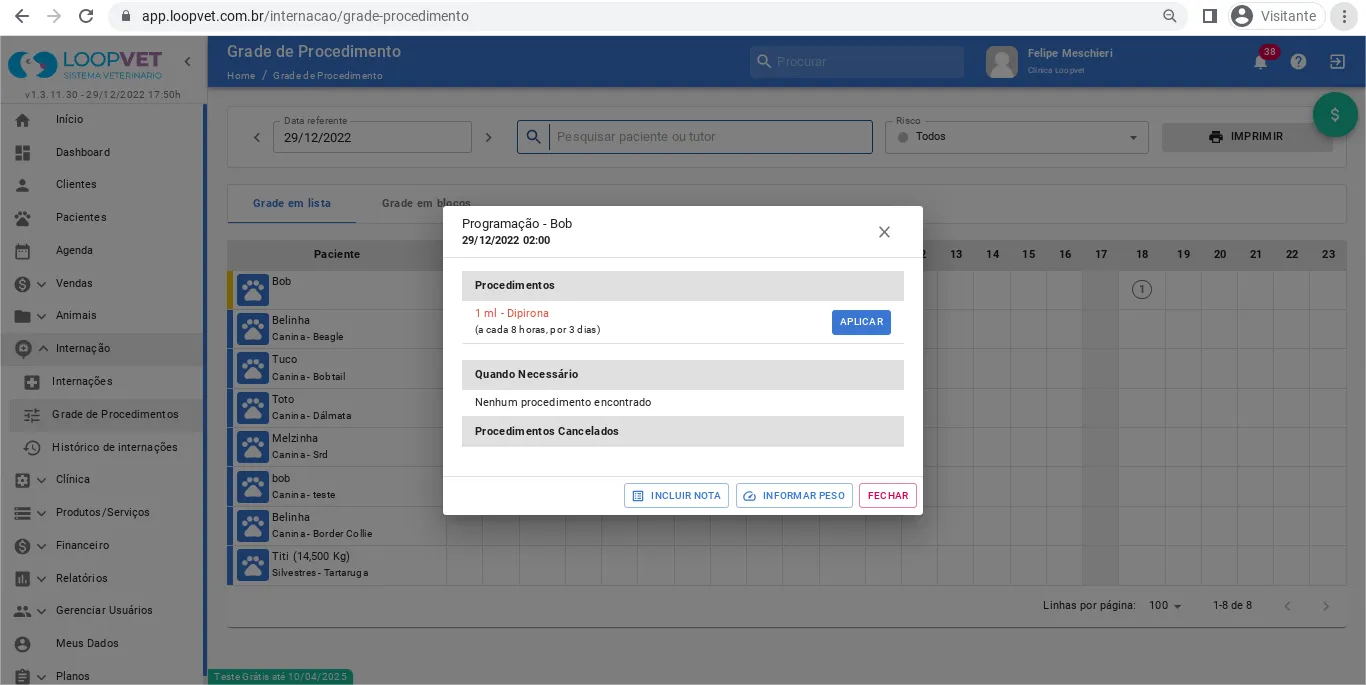 app.loopvet.com.br/internacao/grade-procedimento
Visitante
LOOPVET
SISTEMA VETERINÁRIO
v1.3.11.30 - 29/12/2022 17:50h
Início
Dashboard
Clientes
Pacientes
Agenda
Vendas
Animais
Internação
Internações
Grade de Procedimentos
Histórico de internações
Clínica
Produtos/Serviços
Financeiro
Relatórios
Gerenciar Usuários
Meus Dados
Planos
Grade de Procedimento
Home / Grade de Procedimento
Procurar
Felipe Meschieri
Clínica Loopvet
38
$
Data referente
29/12/2022
Pesquisar paciente ou tutor
Risco
Todos
IMPRIMIR
Grade em lista
Grade em blocos
Paciente
2 13 14 15 16 17 18 19 20 21 22 23
Bob
1
Belinha
Canina - Beagle
Tuco
Canina - Bobtail
Toto
Canina - Dálmata
Melzinha
Canina - Srd
bob
Canina - teste
Belinha
Canina - Border Collie
Titi (14,500 Kg)
Silvestres - Tartaruga
Programação - Bob
29/12/2022 02:00
Procedimentos
1 ml - Dipirona
(a cada 8 horas, por 3 dias)
APLICAR
Quando Necessário
Nenhum procedimento encontrado
Procedimentos Cancelados
INCLUIR NOTA
INFORMAR PESO
FECHAR
Linhas por página: 100
1-8 de 8
Teste Grátis até 10/04/2025